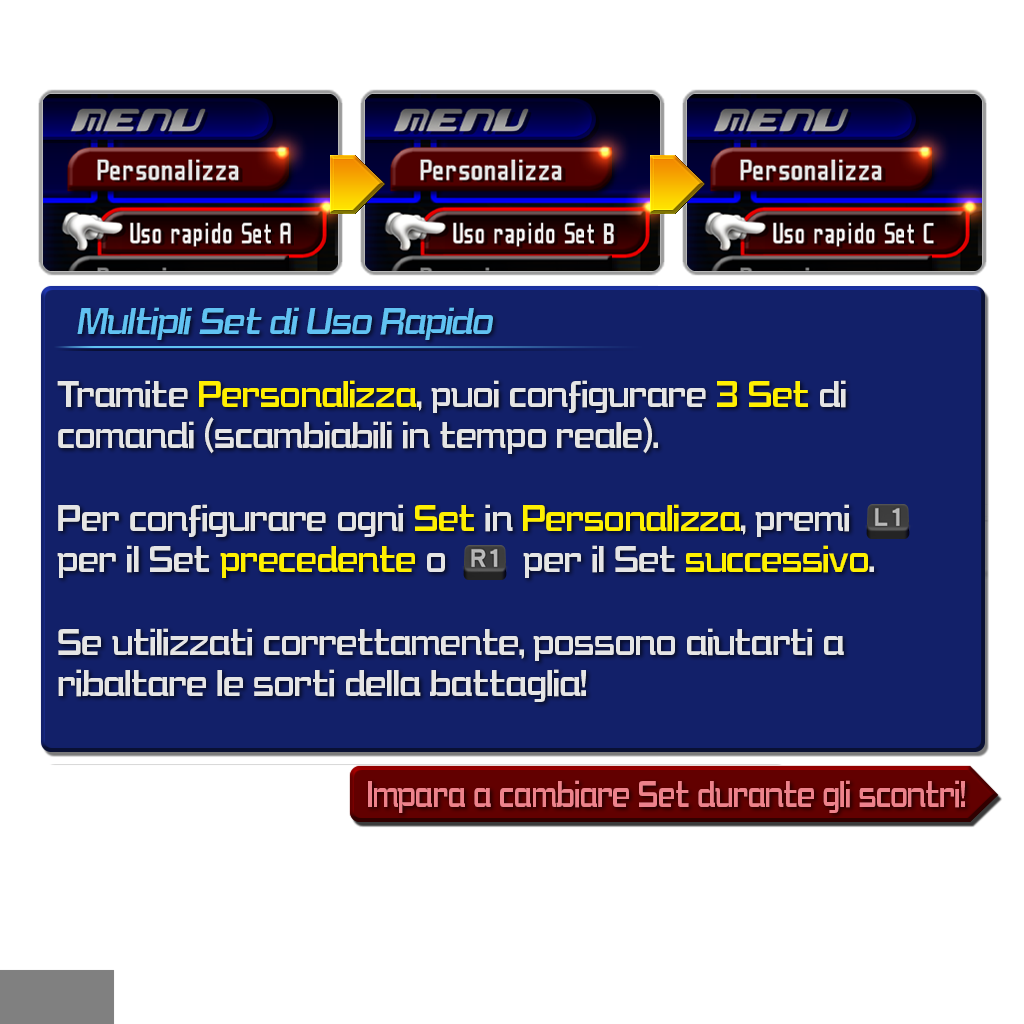 MENU
Personalizza
Uso rapido Set A
MENU
Personalizza
Uso rapido Set B
MENU
Personalizza
Uso rapido Set C
Multipli Set di Uso Rapido
Tramite Personalizza, puoi configurare 3 Set di
comandi (scambiabili in tempo reale).
Per configurare ogni Set in Personalizza, premi L1
per il Set precedente o R1 per il Set successivo.
Se utilizzati correttamente, possono aiutarti a
ribaltare le sorti della battaglia!
Impara a cambiare Set durante gli scontri!